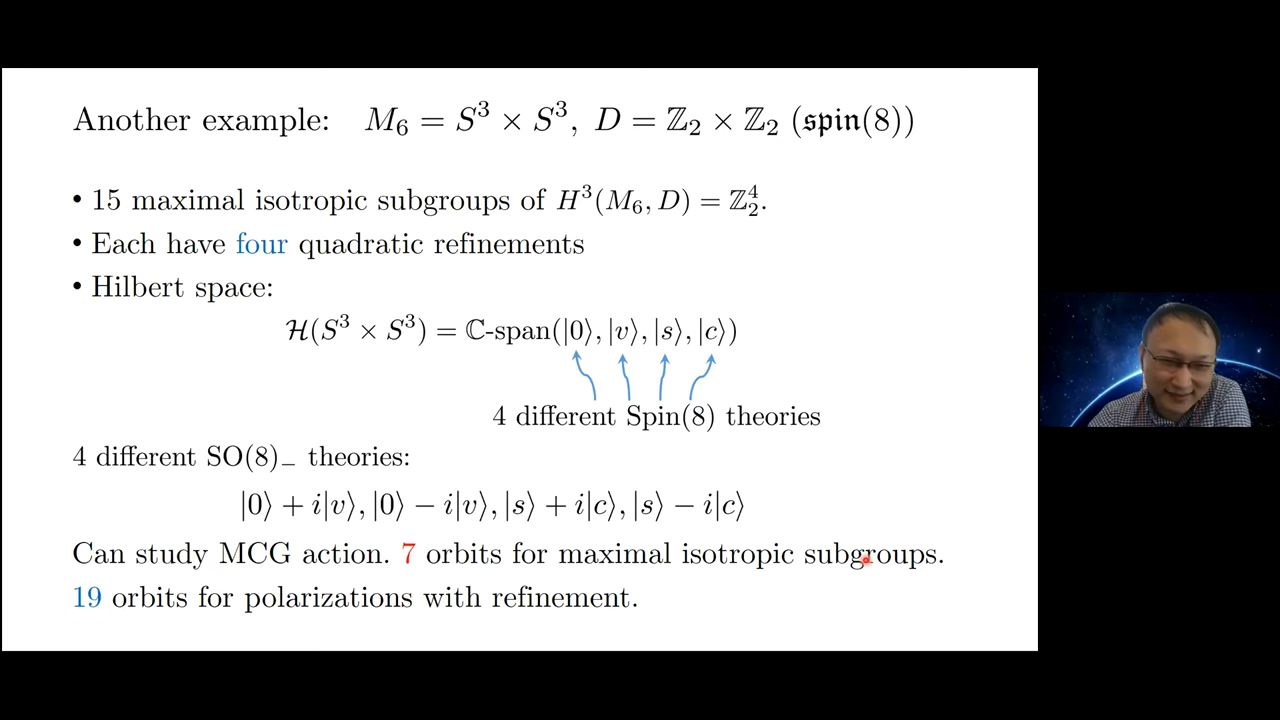 Another example: M₆ = S³ × S³, D = ℤ₂ × ℤ₂ (𝔰𝔭𝔦𝔫(8))
• 15 maximal isotropic subgroups of H³(M₆, D) = ℤ₂⁴.
• Each have four quadratic refinements
• Hilbert space:
ℋ(S³ × S³) = ℂ-span(|0⟩, |v⟩, |s⟩, |c⟩)
4 different Spin(8) theories
4 different SO(8)₋ theories:
|0⟩ + i|v⟩, |0⟩ − i|v⟩, |s⟩ + i|c⟩, |s⟩ − i|c⟩
Can study MCG action. 7 orbits for maximal isotropic subgroups.
19 orbits for polarizations with refinement.